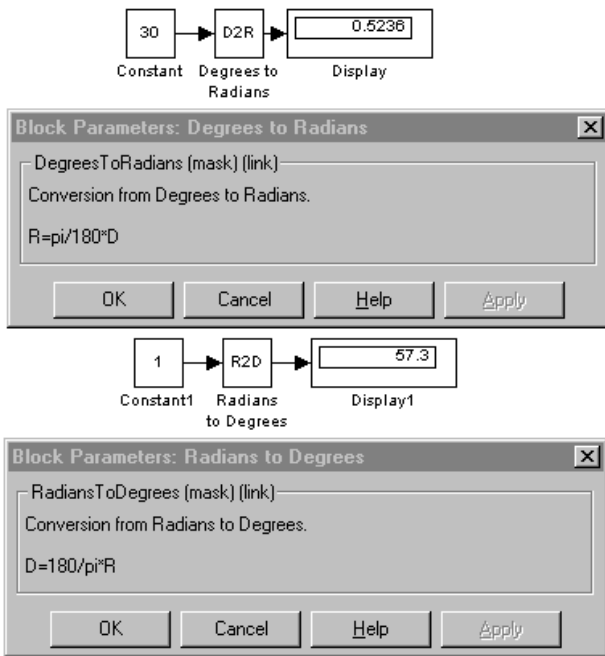 30
D2R
0.5236
Constant
Degrees to
Radians
Display
Block Parameters: Degrees to Radians
DegreesToRadians (mask) (link)
Conversion from Degrees to Radians.
R=pi/180*D
OK Cancel Help Apply
1
R2D
57.3
Constant1
Radians
to Degrees
Display1
Block Parameters: Radians to Degrees
RadiansToDegrees (mask) (link)
Conversion from Radians to Degrees.
D=180/pi*R
OK Cancel Help Apply